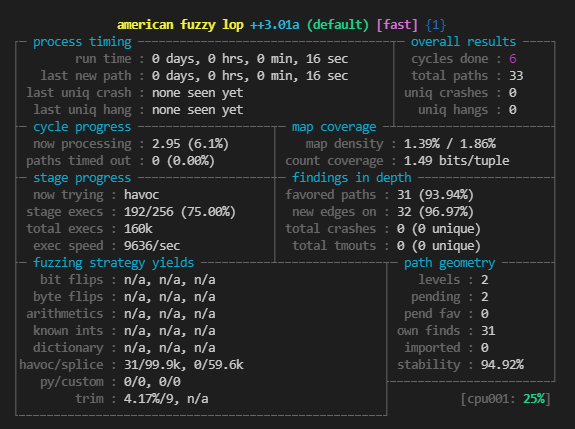 american fuzzy lop ++3.01a (default) [fast] {1}
process timing overall results
run time : 0 days, 0 hrs, 0 min, 16 sec cycles done : 6
last new path : 0 days, 0 hrs, 0 min, 16 sec total paths : 33
last uniq crash : none seen yet uniq crashes : 0
last uniq hang : none seen yet uniq hangs : 0
cycle progress map coverage
now processing : 2.95 (6.1%) map density : 1.39% / 1.86%
paths timed out : 0 (0.00%) count coverage : 1.49 bits/tuple
stage progress findings in depth
now trying : havoc favored paths : 31 (93.94%)
stage execs : 192/256 (75.00%) new edges on : 32 (96.97%)
total execs : 160k total crashes : 0 (0 unique)
exec speed : 9636/sec total tmouts : 0 (0 unique)
fuzzing strategy yields path geometry
bit flips : n/a, n/a, n/a levels : 2
byte flips : n/a, n/a, n/a pending : 2
arithmetics : n/a, n/a, n/a pend fav : 0
known ints : n/a, n/a, n/a own finds : 31
dictionary : n/a, n/a, n/a imported : 0
havoc/splice : 31/99.9k, 0/59.6k stability : 94.92%
py/custom : 0/0, 0/0
trim : 4.17%/9, n/a [cpu001: 25%]